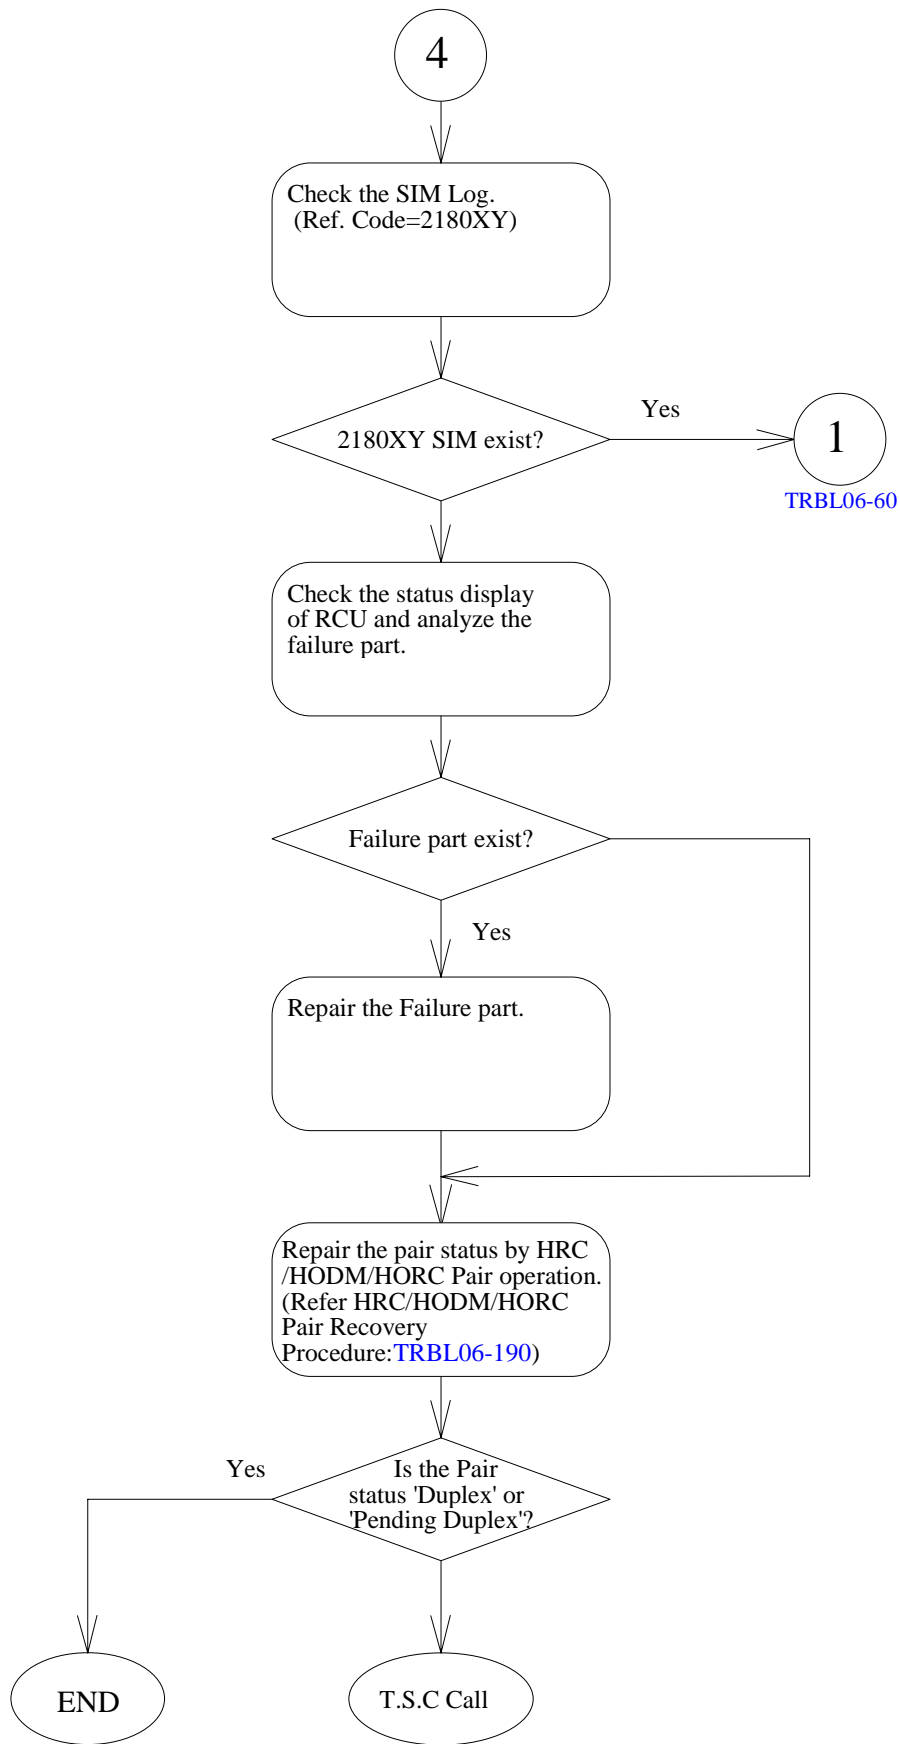 4
Check the SIM Log.
(Ref. Code=2180XY)
2180XY SIM exist?
Yes
1
TRBL06-60
Check the status display
of RCU and analyze the
failure part.
Failure part exist?
Yes
Repair the Failure part.
Repair the pair status by HRC
/HODM/HORC Pair operation.
(Refer HRC/HODM/HORC
Pair Recovery
Procedure:TRBL06-190)
Yes
Is the Pair
status 'Duplex' or
'Pending Duplex'?
END
T.S.C Call